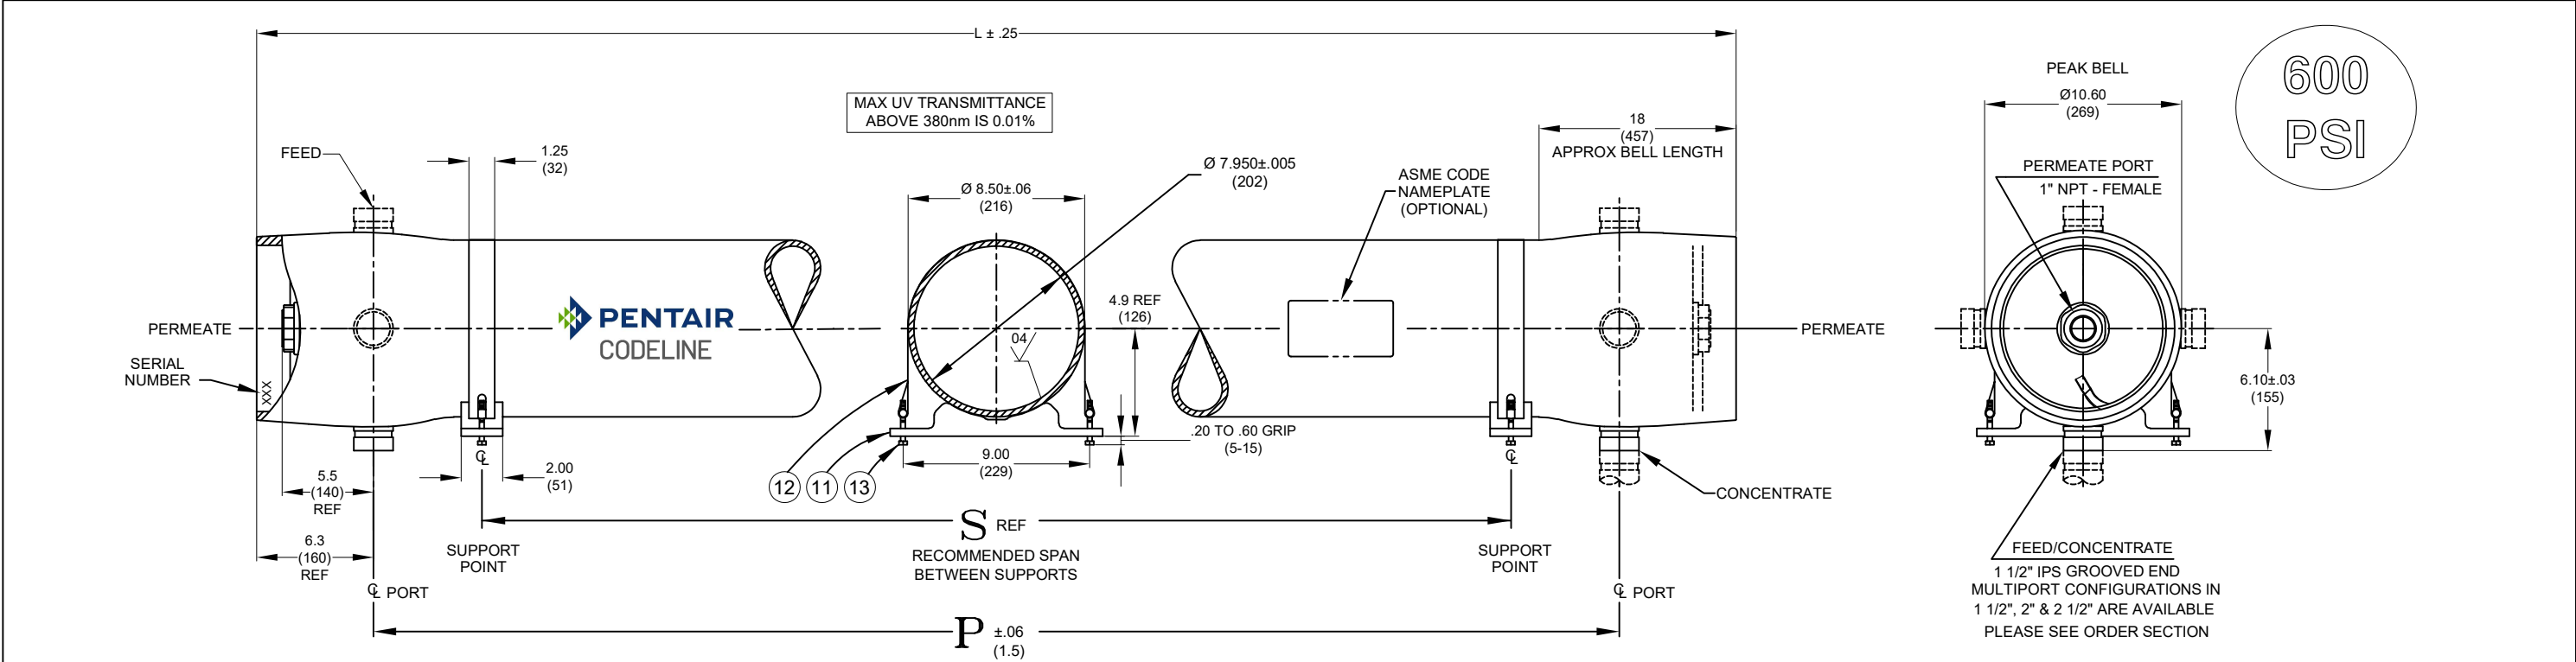 L ± .25
MAX UV TRANSMITTANCE
ABOVE 380nm IS 0.01%
PEAK BELL
Ø10.60
(269)
600
PSI
18
(457)
APPROX BELL LENGTH
FEED
1.25
(32)
Ø 7.950±.005
(202)
Ø 8.50±.06
(216)
ASME CODE
NAMEPLATE
(OPTIONAL)
PERMEATE PORT
1" NPT - FEMALE
4.9 REF
(126)
04
PENTAIR
CODELINE
PERMEATE
SERIAL
NUMBER
XXX
PERMEATE
6.10±.03
(155)
.20 TO .60 GRIP
(5-15)
9.00
(229)
12
11
13
℄
2.00
(51)
5.5
(140)
REF
6.3
(160)
REF
℄
CONCENTRATE
S REF
RECOMMENDED SPAN
BETWEEN SUPPORTS
SUPPORT
POINT
SUPPORT
POINT
℄ PORT
℄ PORT
P ±.06
(1.5)
FEED/CONCENTRATE
1 1/2" IPS GROOVED END
MULTIPORT CONFIGURATIONS IN
1 1/2", 2" & 2 1/2" ARE AVAILABLE
PLEASE SEE ORDER SECTION